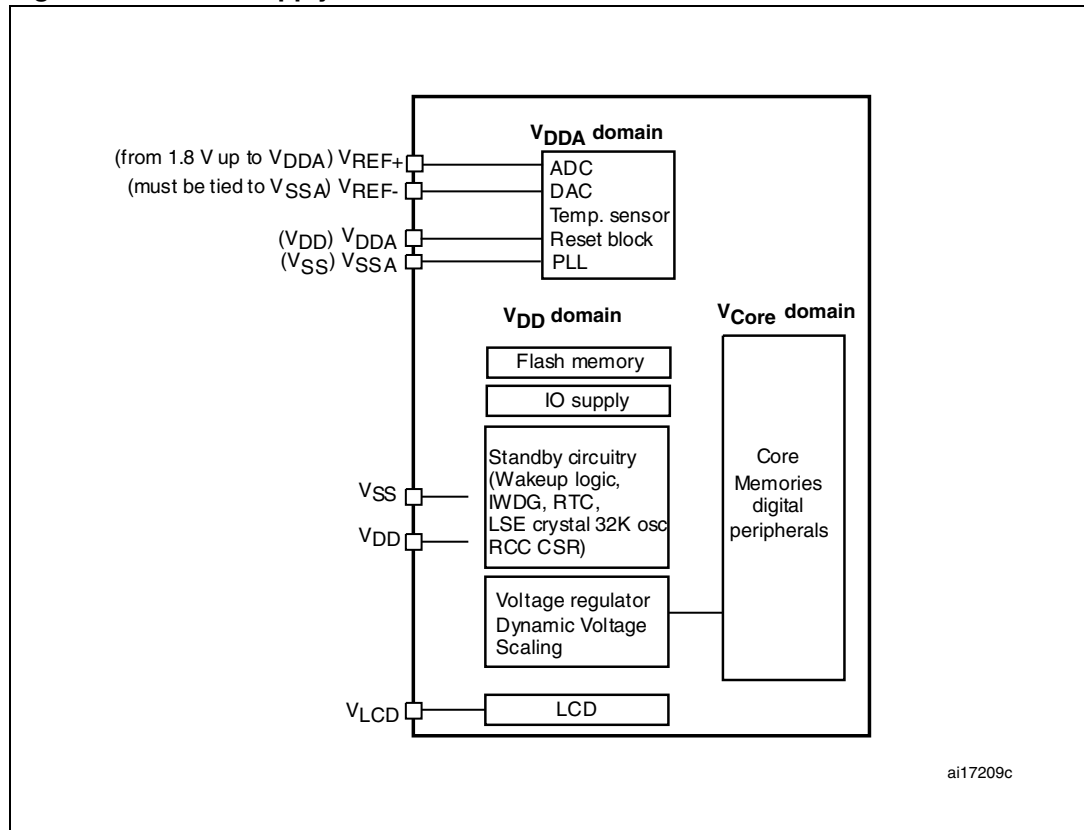 (from 1.8 V up to VDDA) VREF+
(must be tied to VSSA) VREF-
(VDD) VDDA
(VSS) VSSA
VDDA domain
ADC
DAC
Temp. sensor
Reset block
PLL
VDD domain
Flash memory
IO supply
Standby circuitry
(Wakeup logic,
IWDG, RTC,
LSE crystal 32K osc
RCC CSR)
VSS
VDD
Voltage regulator
Dynamic Voltage
Scaling
VCore domain
Core
Memories
digital
peripherals
VLCD
LCD
ai17209c